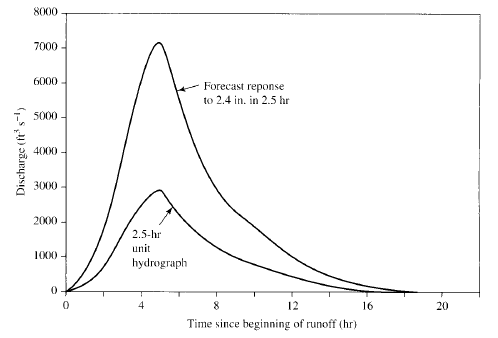 8000
7000
6000
5000
4000
3000
2000
1000
0
Discharge (ft³ s⁻¹)
Forecast reponse
to 2.4 in. in 2.5 hr
2.5-hr
unit
hydrograph
0 4 8 12 16 20
Time since beginning of runoff (hr)